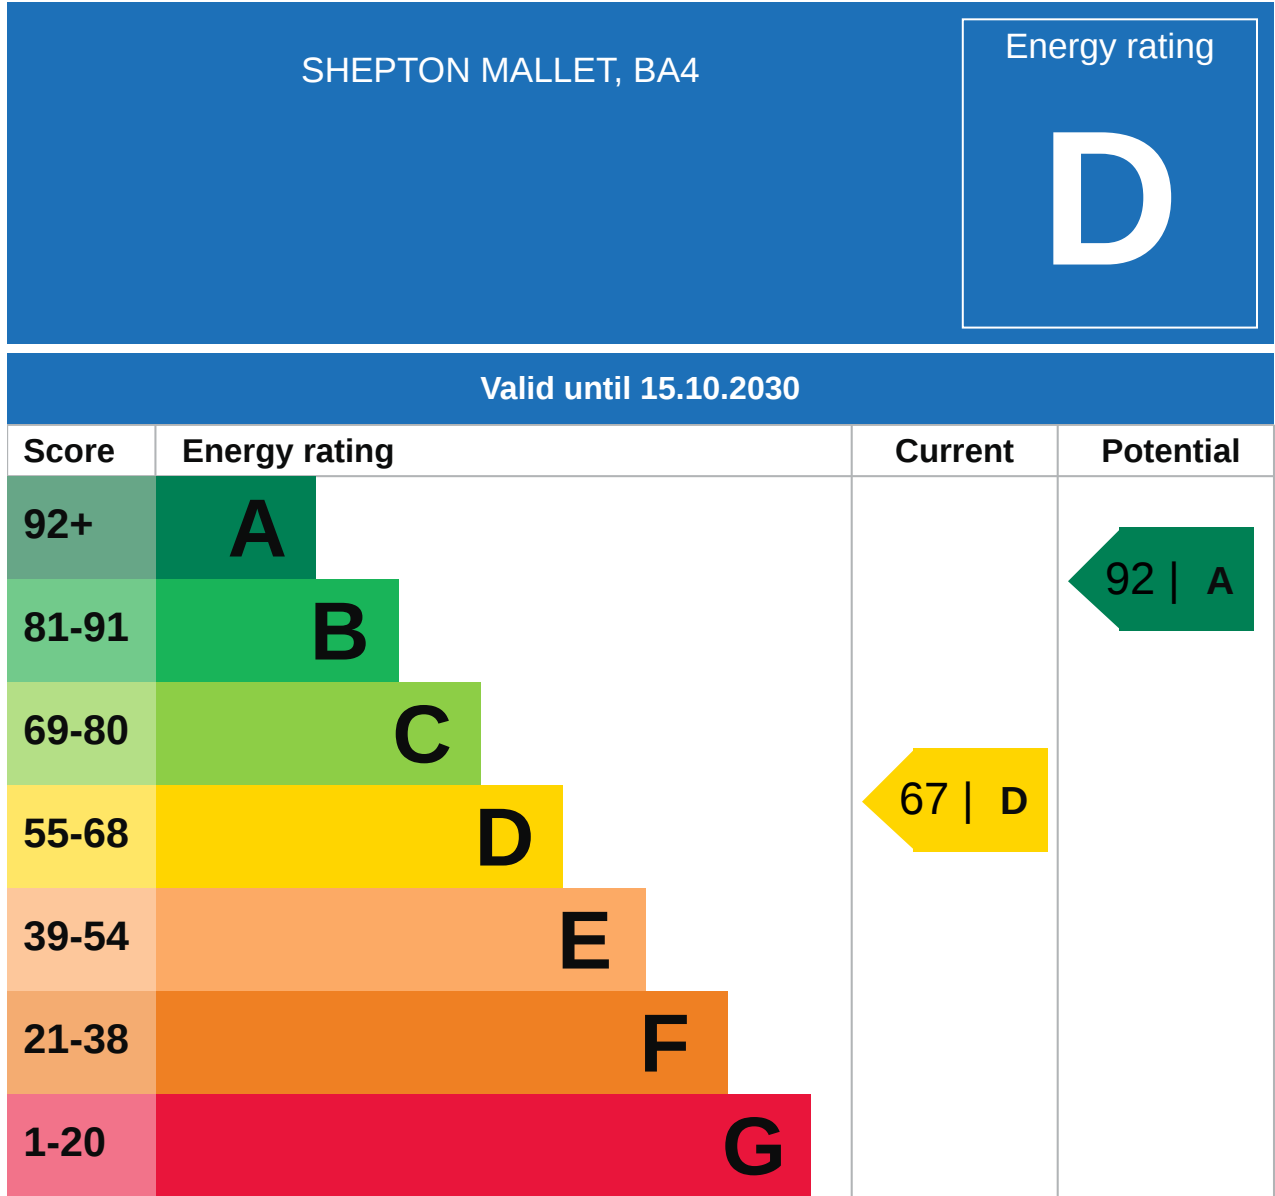 SHEPTON MALLET, BA4
Energy rating
D
Valid until 15.10.2030
Score Energy rating Current Potential
92+ A
92 | A
81-91 B
69-80 C
67 | D
55-68 D
39-54 E
21-38 F
1-20 G